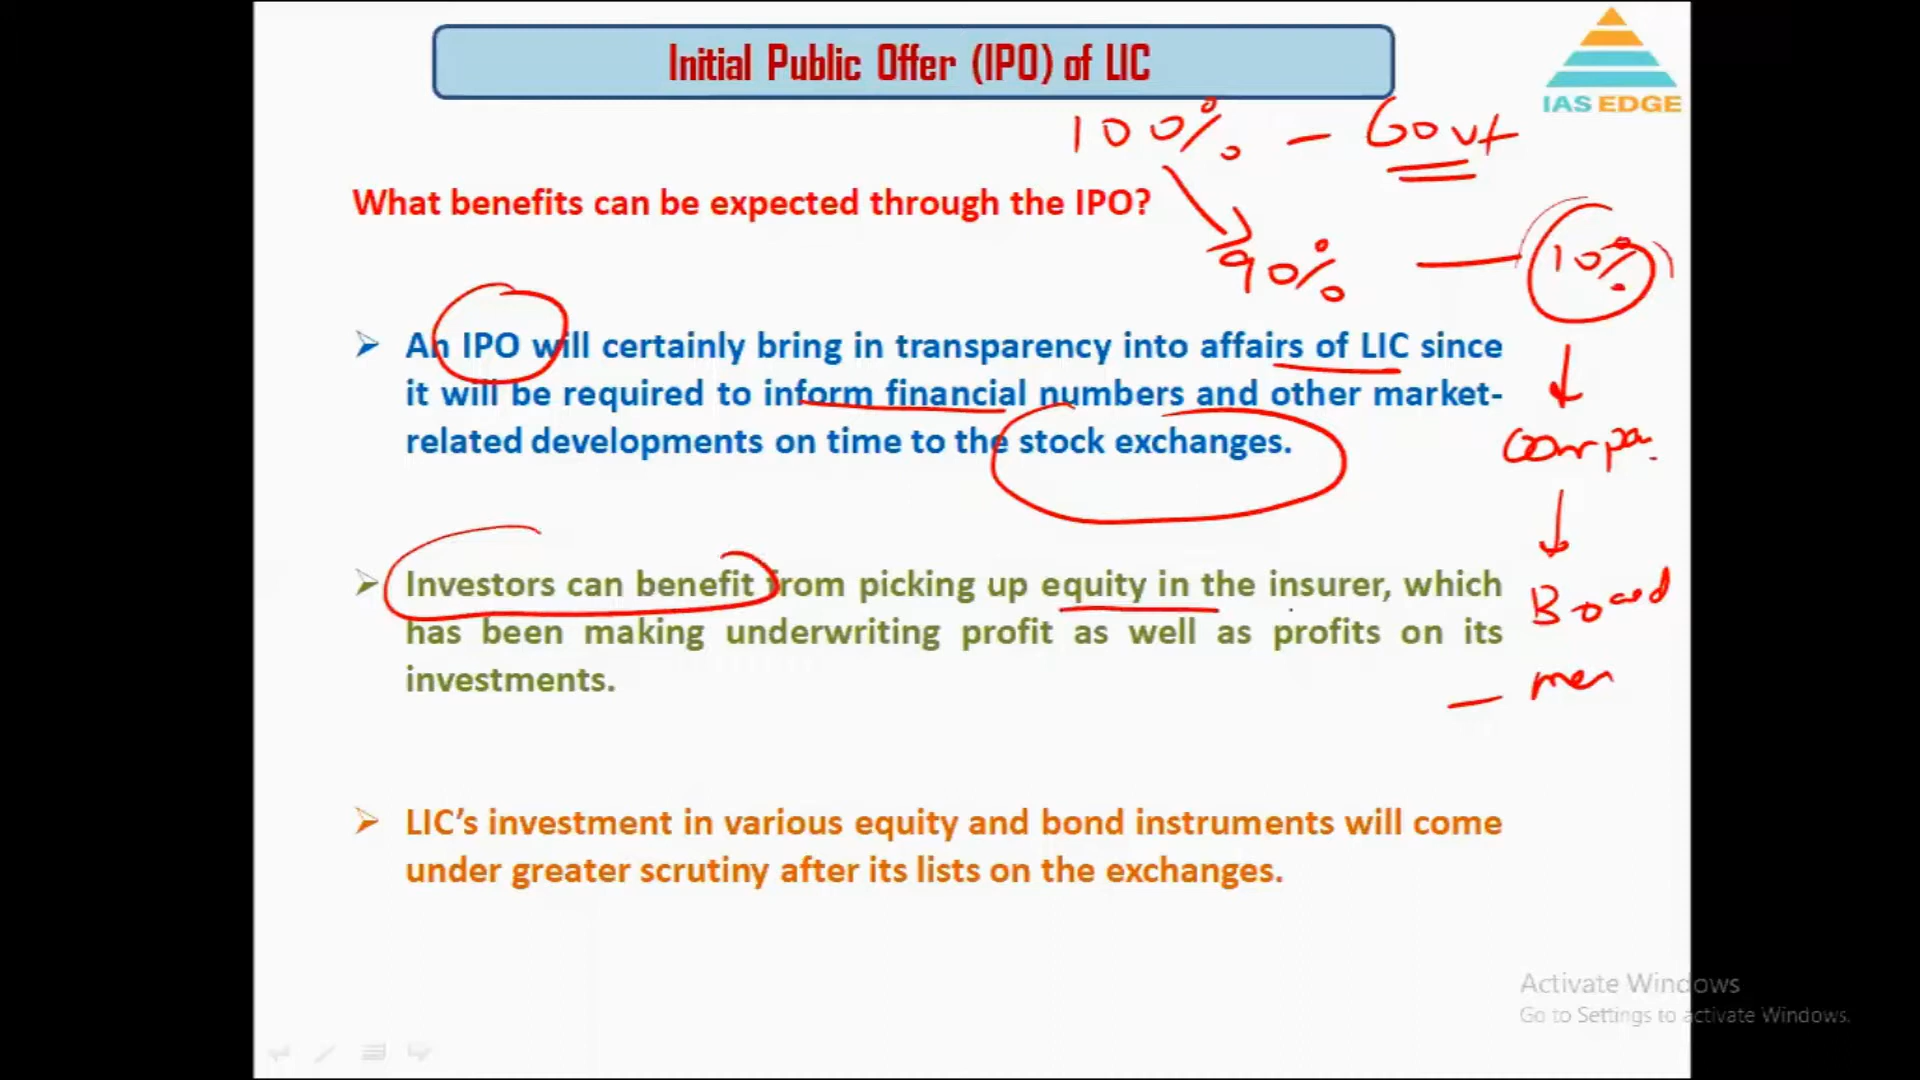 Initial Public Offer (IPO) of LIC
IAS EDGE
100% - Govt
What benefits can be expected through the IPO?
90% — 10%
An IPO will certainly bring in transparency into affairs of LIC since
it will be required to inform financial numbers and other market-
related developments on time to the stock exchanges.
Investors can benefit from picking up equity in the insurer, which
has been making underwriting profit as well as profits on its
investments.
Board
LIC’s investment in various equity and bond instruments will come
under greater scrutiny after its lists on the exchanges.
Activate Windows
Go to Settings to activate Windows.